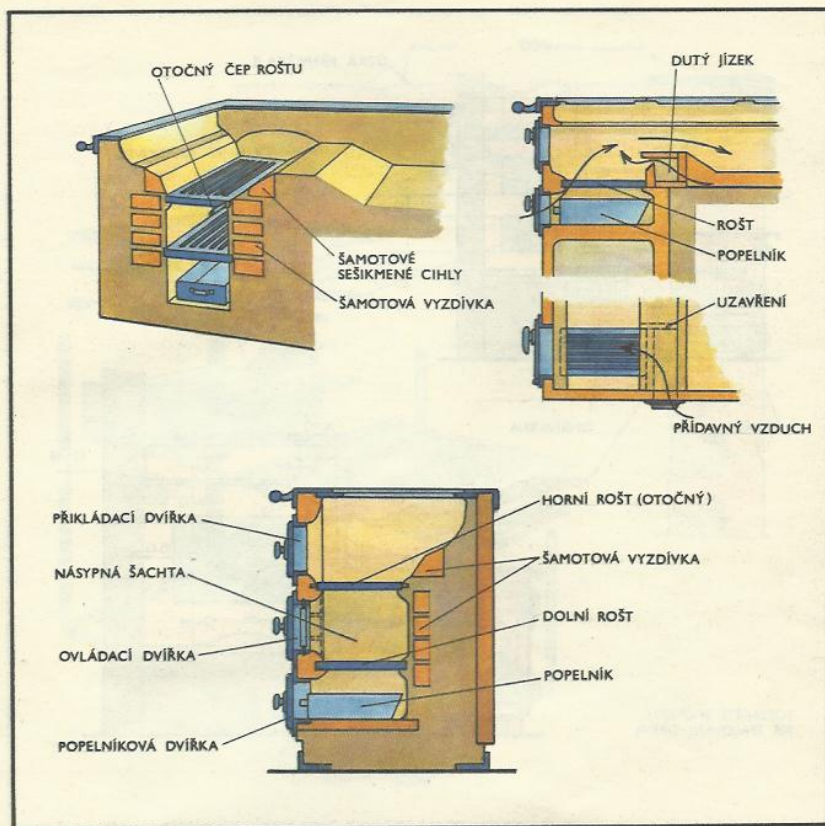 OTOČNÝ ČEP ROŠTU
ŠAMOTOVÉ
SEŠIKMENÉ CIHLY
ŠAMOTOVÁ VYZDÍVKA
DUTÝ JÍZEK
ROŠT
POPELNÍK
UZAVŘENÍ
PŘÍDAVNÝ VZDUCH
PŘIKLÁDACÍ DVÍŘKA
NÁSYPNÁ ŠACHTA
OVLÁDACÍ DVÍŘKA
POPELNÍKOVÁ DVÍŘKA
HORNÍ ROŠT (OTOČNÝ)
ŠAMOTOVÁ VYZDÍVKA
DOLNÍ ROŠT
POPELNÍK